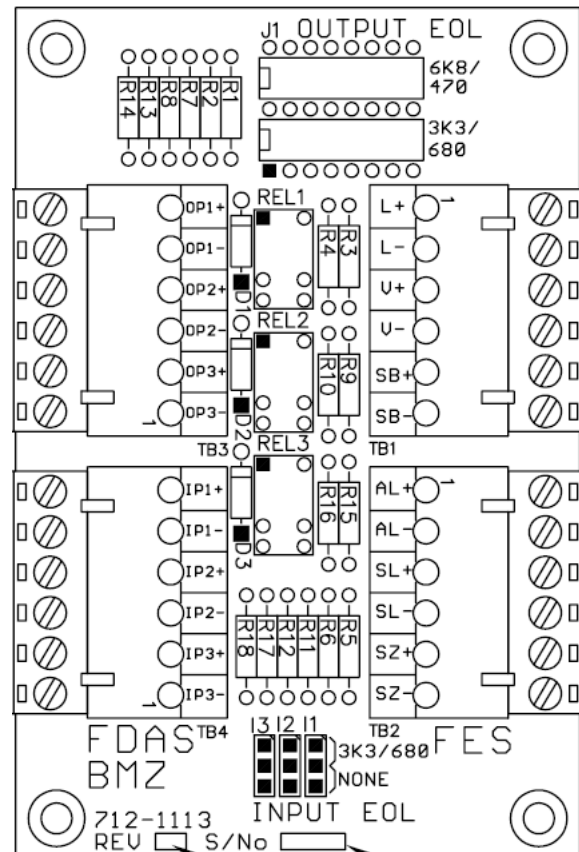 J1 OUTPUT EOL
6K8/
470
3K3/
680
R14 R13 R8 R7 R2 R1
OP1+
OP1-
OP2+
OP2-
OP3+
OP3-
1
TB3
REL1
D1
REL2
D2
REL3
D3
R4 R3
R10 R9
R16 R15
L+ 1
L-
V+
V-
SB+
SB-
TB1
IP1+
IP1-
IP2+
IP2-
IP3+
IP3-
1
TB4
AL+ 1
AL-
SL+
SL-
SZ+
SZ-
TB2
R18 R17 R12 R11 R6 R5
FDAS
BMZ
FES
I3 I2 I1
3K3/680
NONE
INPUT EOL
712-1113
REV S/No